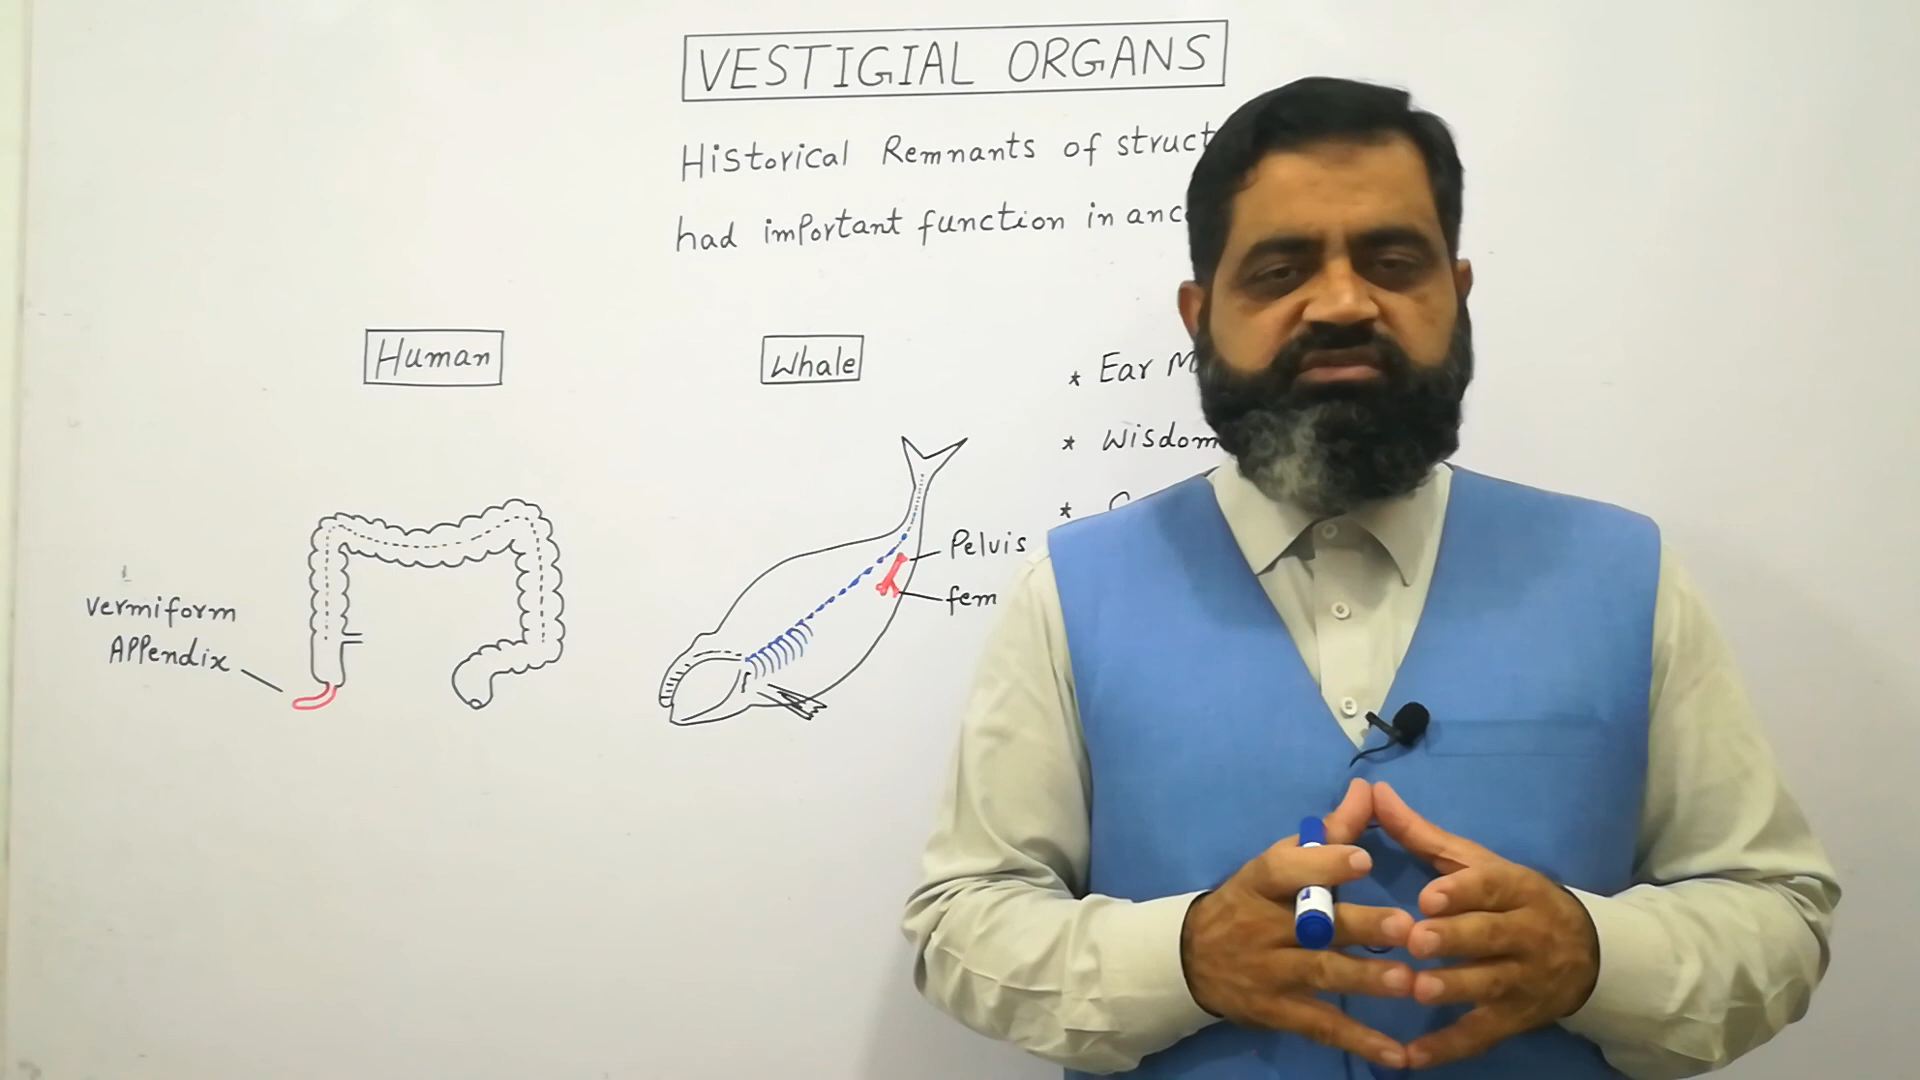 VESTIGIAL ORGANS
Historical Remnants of struct
had important function in anc
Human
Whale
* Ear M
* Wisdom
*
Pelvis
fem
vermiform
Appendix